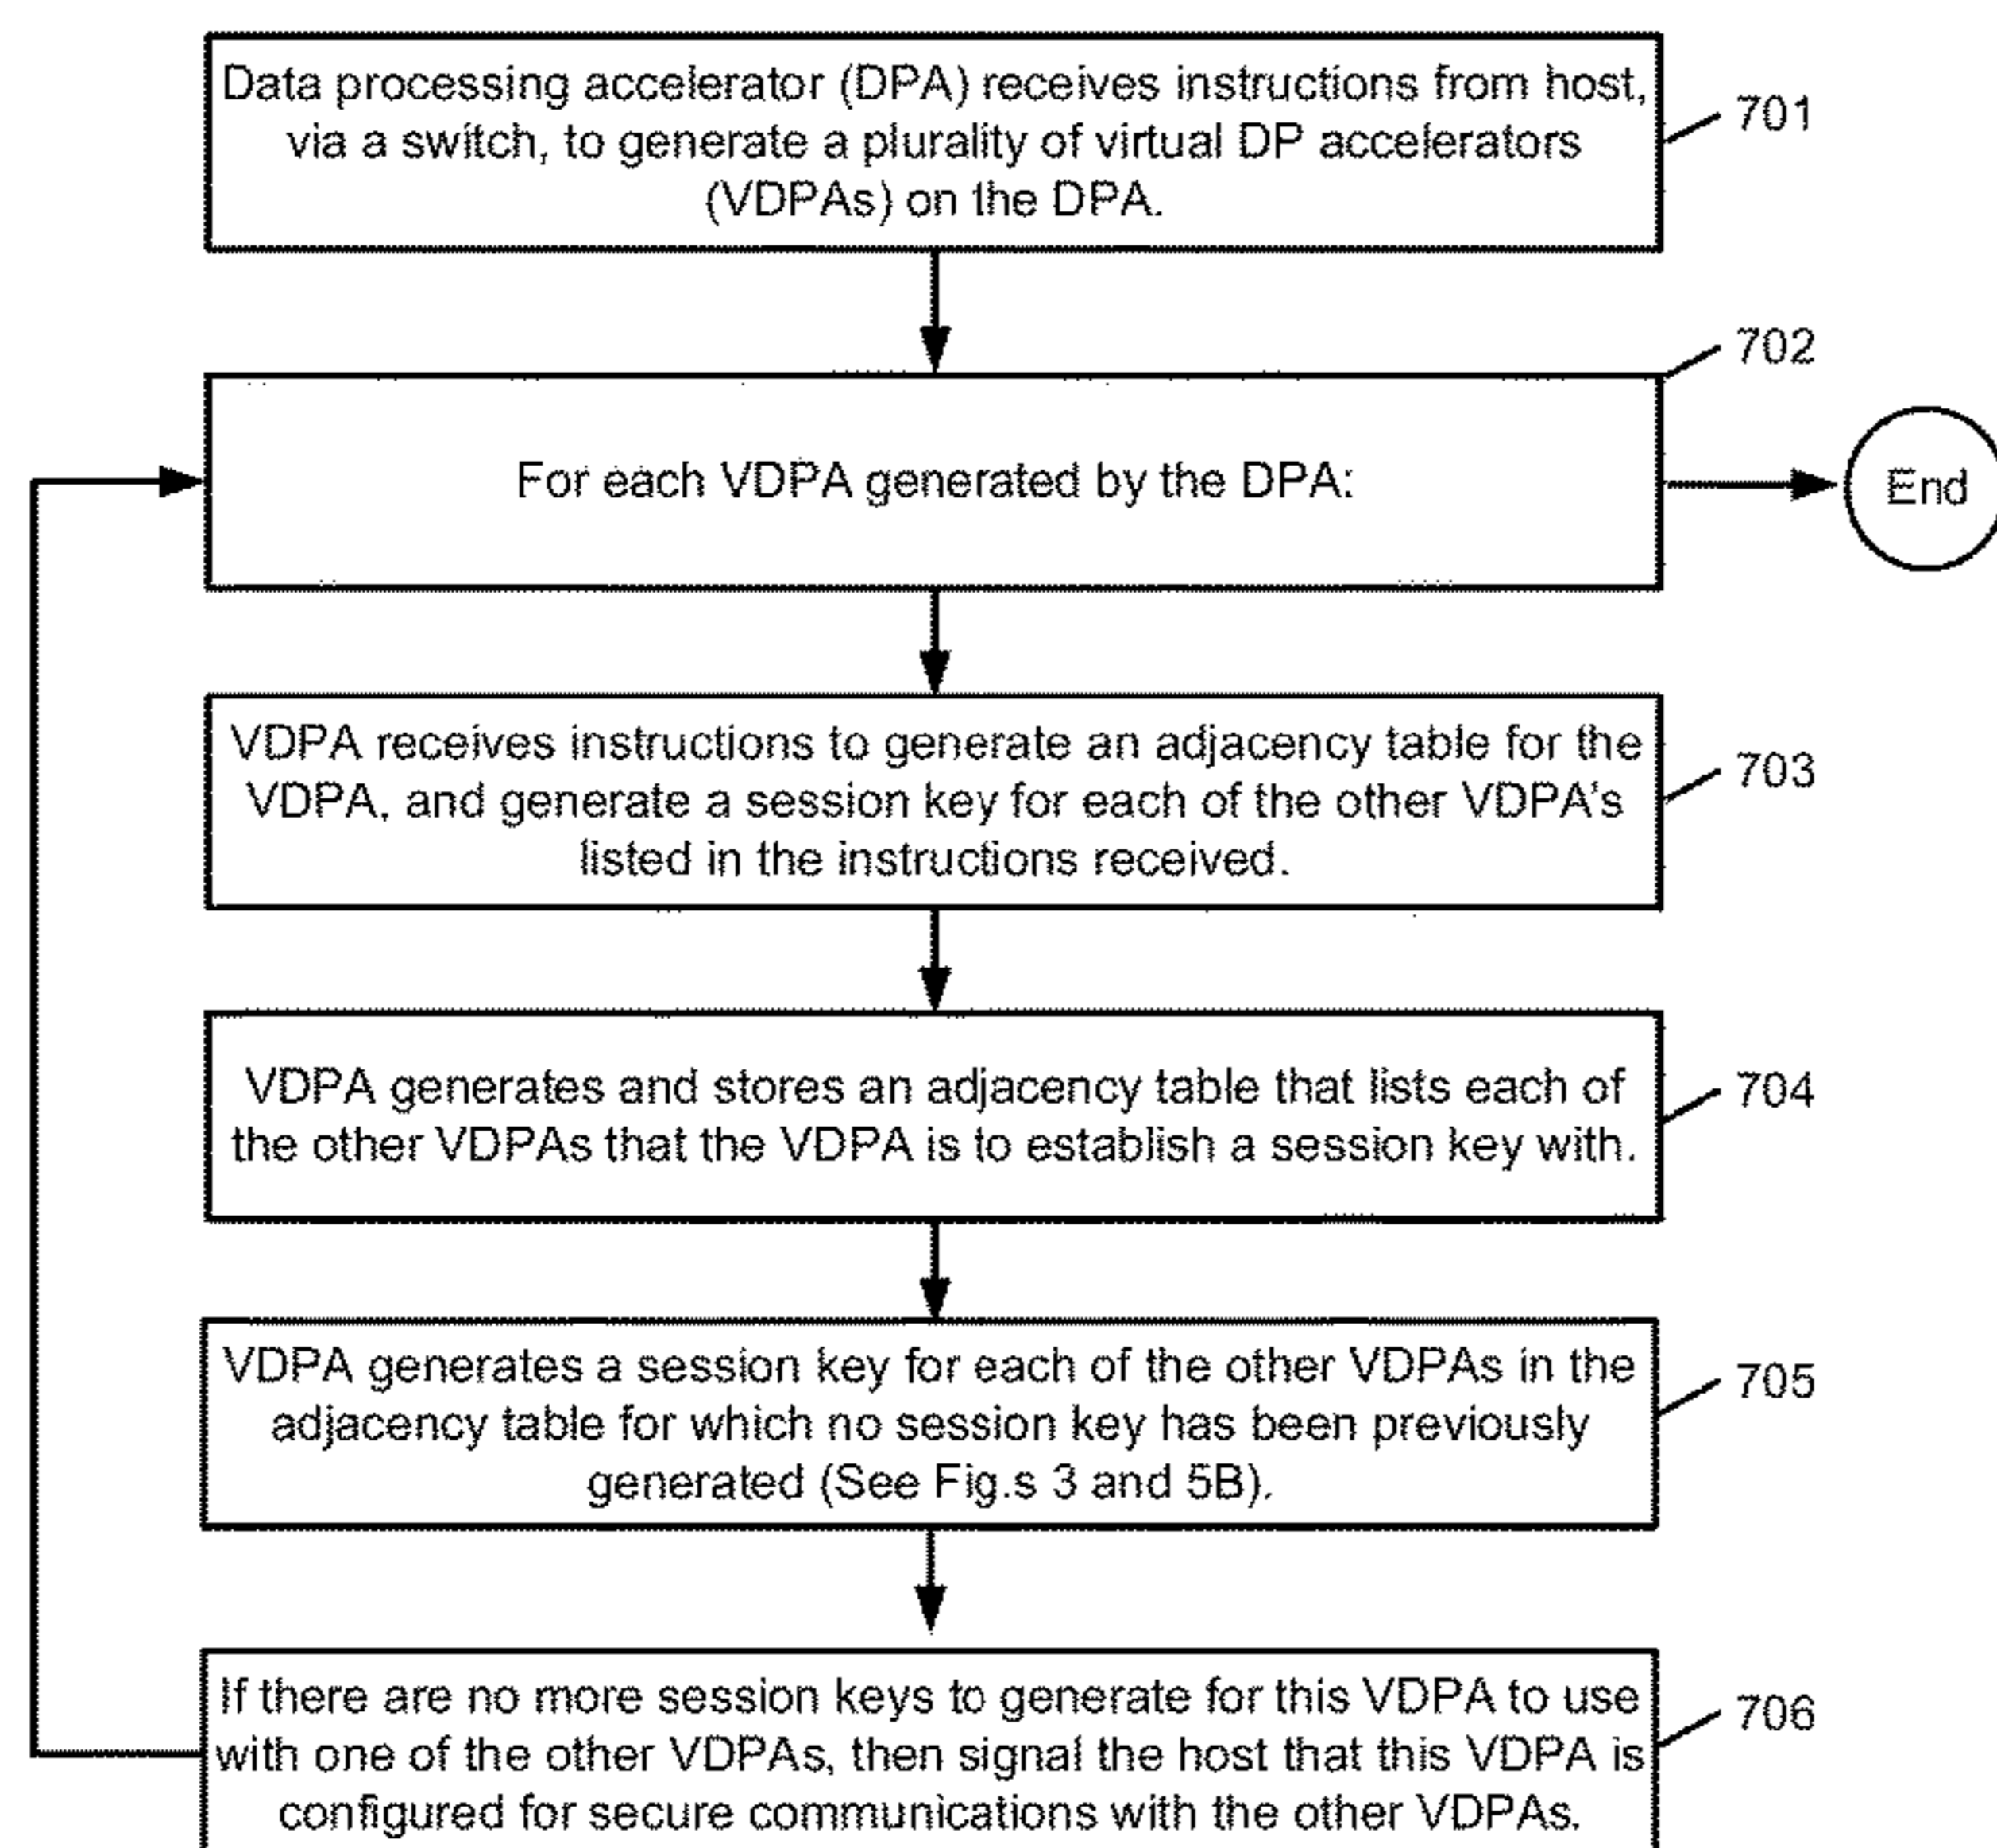 Data processing accelerator (DPA) receives instructions from host,
via a switch, to generate a plurality of virtual DP accelerators
(VDPAs) on the DPA.
701
702
For each VDPA generated by the DPA:
End
VDPA receives instructions to generate an adjacency table for the
VDPA, and generate a session key for each of the other VDPA's
listed in the instructions received.
703
VDPA generates and stores an adjacency table that lists each of
the other VDPAs that the VDPA is to establish a session key with.
704
VDPA generates a session key for each of the other VDPAs in the
adjacency table for which no session key has been previously
generated (See Fig.s 3 and 5B).
705
If there are no more session keys to generate for this VDPA to use
with one of the other VDPAs, then signal the host that this VDPA is
configured for secure communications with the other VDPAs.
706